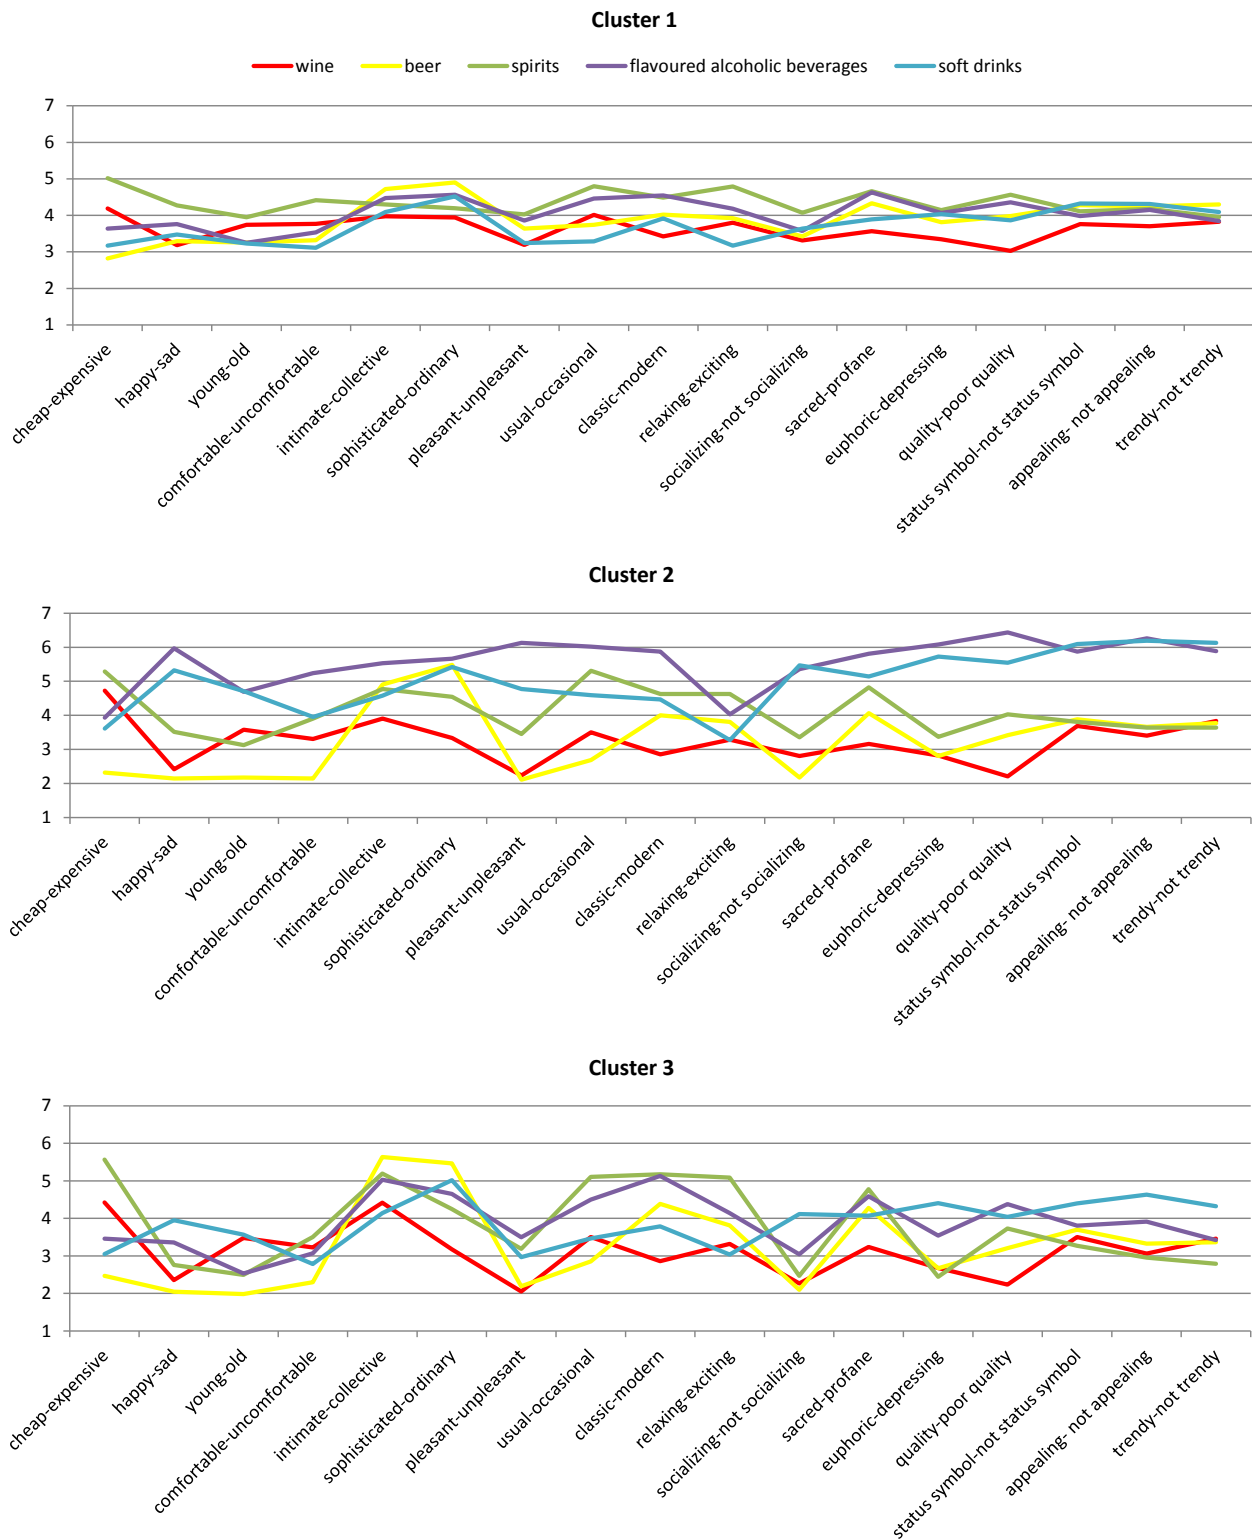 Cluster 1
wine beer spirits flavoured alcoholic beverages soft drinks
7
6
5
4
3
2
1
cheap-expensive
happy-sad
young-old
comfortable-uncomfortable
intimate-collective
sophisticated-ordinary
pleasant-unpleasant
usual-occasional
classic-modern
relaxing-exciting
socializing-not socializing
sacred-profane
euphoric-depressing
quality-poor quality
status symbol-not status symbol
appealing- not appealing
trendy-not trendy
Cluster 2
7
6
5
4
3
2
1
cheap-expensive
happy-sad
young-old
comfortable-uncomfortable
intimate-collective
sophisticated-ordinary
pleasant-unpleasant
usual-occasional
classic-modern
relaxing-exciting
socializing-not socializing
sacred-profane
euphoric-depressing
quality-poor quality
status symbol-not status symbol
appealing- not appealing
trendy-not trendy
Cluster 3
7
6
5
4
3
2
1
cheap-expensive
happy-sad
young-old
comfortable-uncomfortable
intimate-collective
sophisticated-ordinary
pleasant-unpleasant
usual-occasional
classic-modern
relaxing-exciting
socializing-not socializing
sacred-profane
euphoric-depressing
quality-poor quality
status symbol-not status symbol
appealing- not appealing
trendy-not trendy